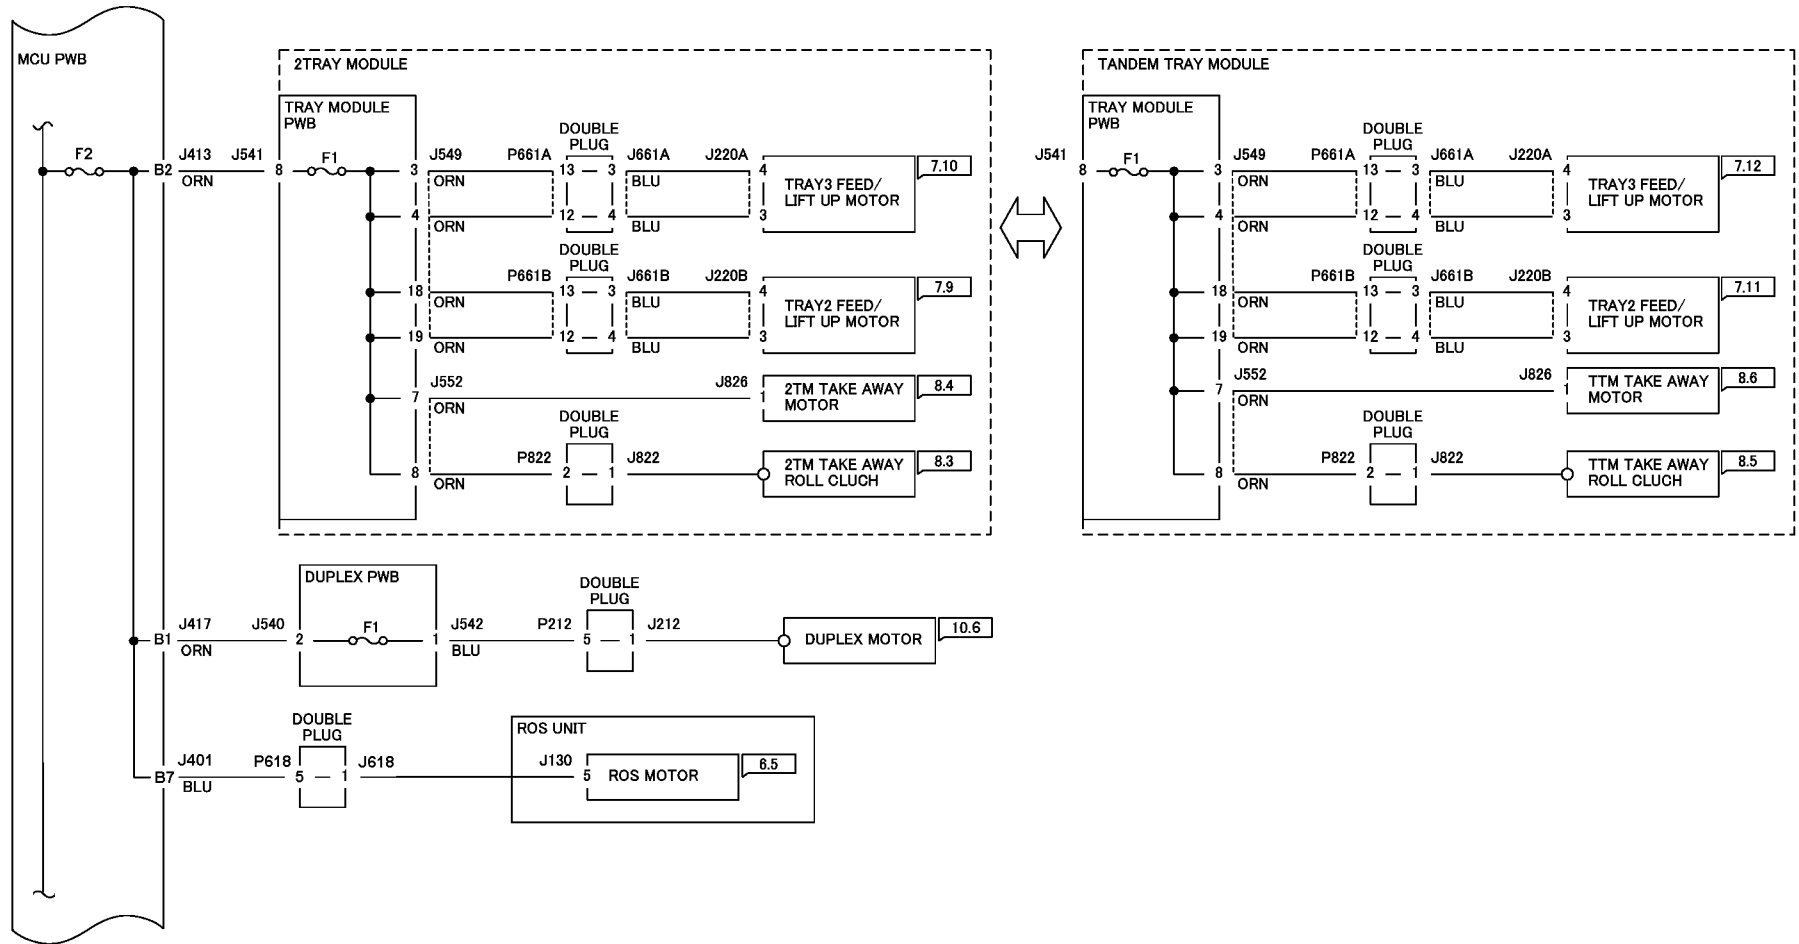 MCU PWB
F2
B2
J413
ORN
J541
2TRAY MODULE
TRAY MODULE
PWB
8
F1
3
J549
ORN
P661A
DOUBLE
PLUG
13 — 3
J661A
BLU
J220A
4
TRAY3 FEED/
LIFT UP MOTOR
7.10
4
ORN
12 — 4
BLU
3
18
ORN
P661B
DOUBLE
PLUG
13 — 3
J661B
BLU
J220B
4
TRAY2 FEED/
LIFT UP MOTOR
7.9
19
ORN
12 — 4
BLU
3
7
J552
ORN
J826
1
2TM TAKE AWAY
MOTOR
8.4
8
ORN
P822
DOUBLE
PLUG
2 — 1
J822
2TM TAKE AWAY
ROLL CLUCH
8.3
TANDEM TRAY MODULE
TRAY MODULE
PWB
J541
8
F1
3
J549
ORN
P661A
DOUBLE
PLUG
13 — 3
J661A
BLU
J220A
4
TRAY3 FEED/
LIFT UP MOTOR
7.12
4
ORN
12 — 4
BLU
3
18
ORN
P661B
DOUBLE
PLUG
13 — 3
J661B
BLU
J220B
4
TRAY2 FEED/
LIFT UP MOTOR
7.11
19
ORN
12 — 4
BLU
3
7
J552
ORN
J826
1
TTM TAKE AWAY
MOTOR
8.6
8
ORN
P822
DOUBLE
PLUG
2 — 1
J822
TTM TAKE AWAY
ROLL CLUCH
8.5
B1
J417
ORN
J540
DUPLEX PWB
2
F1
1
J542
BLU
P212
DOUBLE
PLUG
5 — 1
J212
DUPLEX MOTOR
10.6
B7
J401
BLU
P618
DOUBLE
PLUG
5 — 1
J618
ROS UNIT
J130
5
ROS MOTOR
6.5